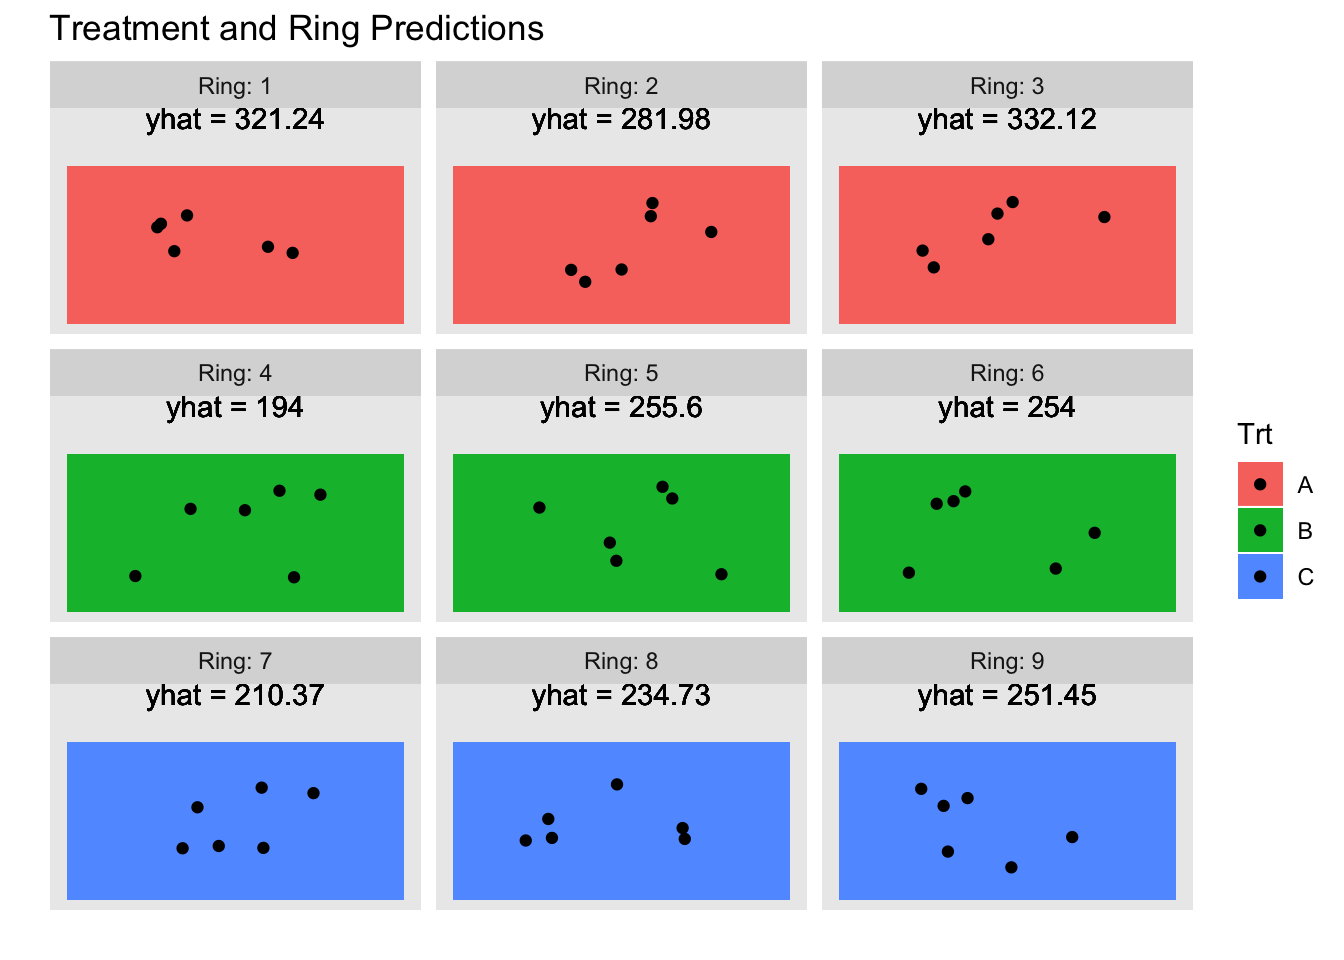 Treatment and Ring Predictions
Ring: 1
yhat = 321.24
Ring: 2
yhat = 281.98
Ring: 3
yhat = 332.12
Ring: 4
yhat = 194
Ring: 5
yhat = 255.6
Ring: 6
yhat = 254
Ring: 7
yhat = 210.37
Ring: 8
yhat = 234.73
Ring: 9
yhat = 251.45
Trt
A
B
C